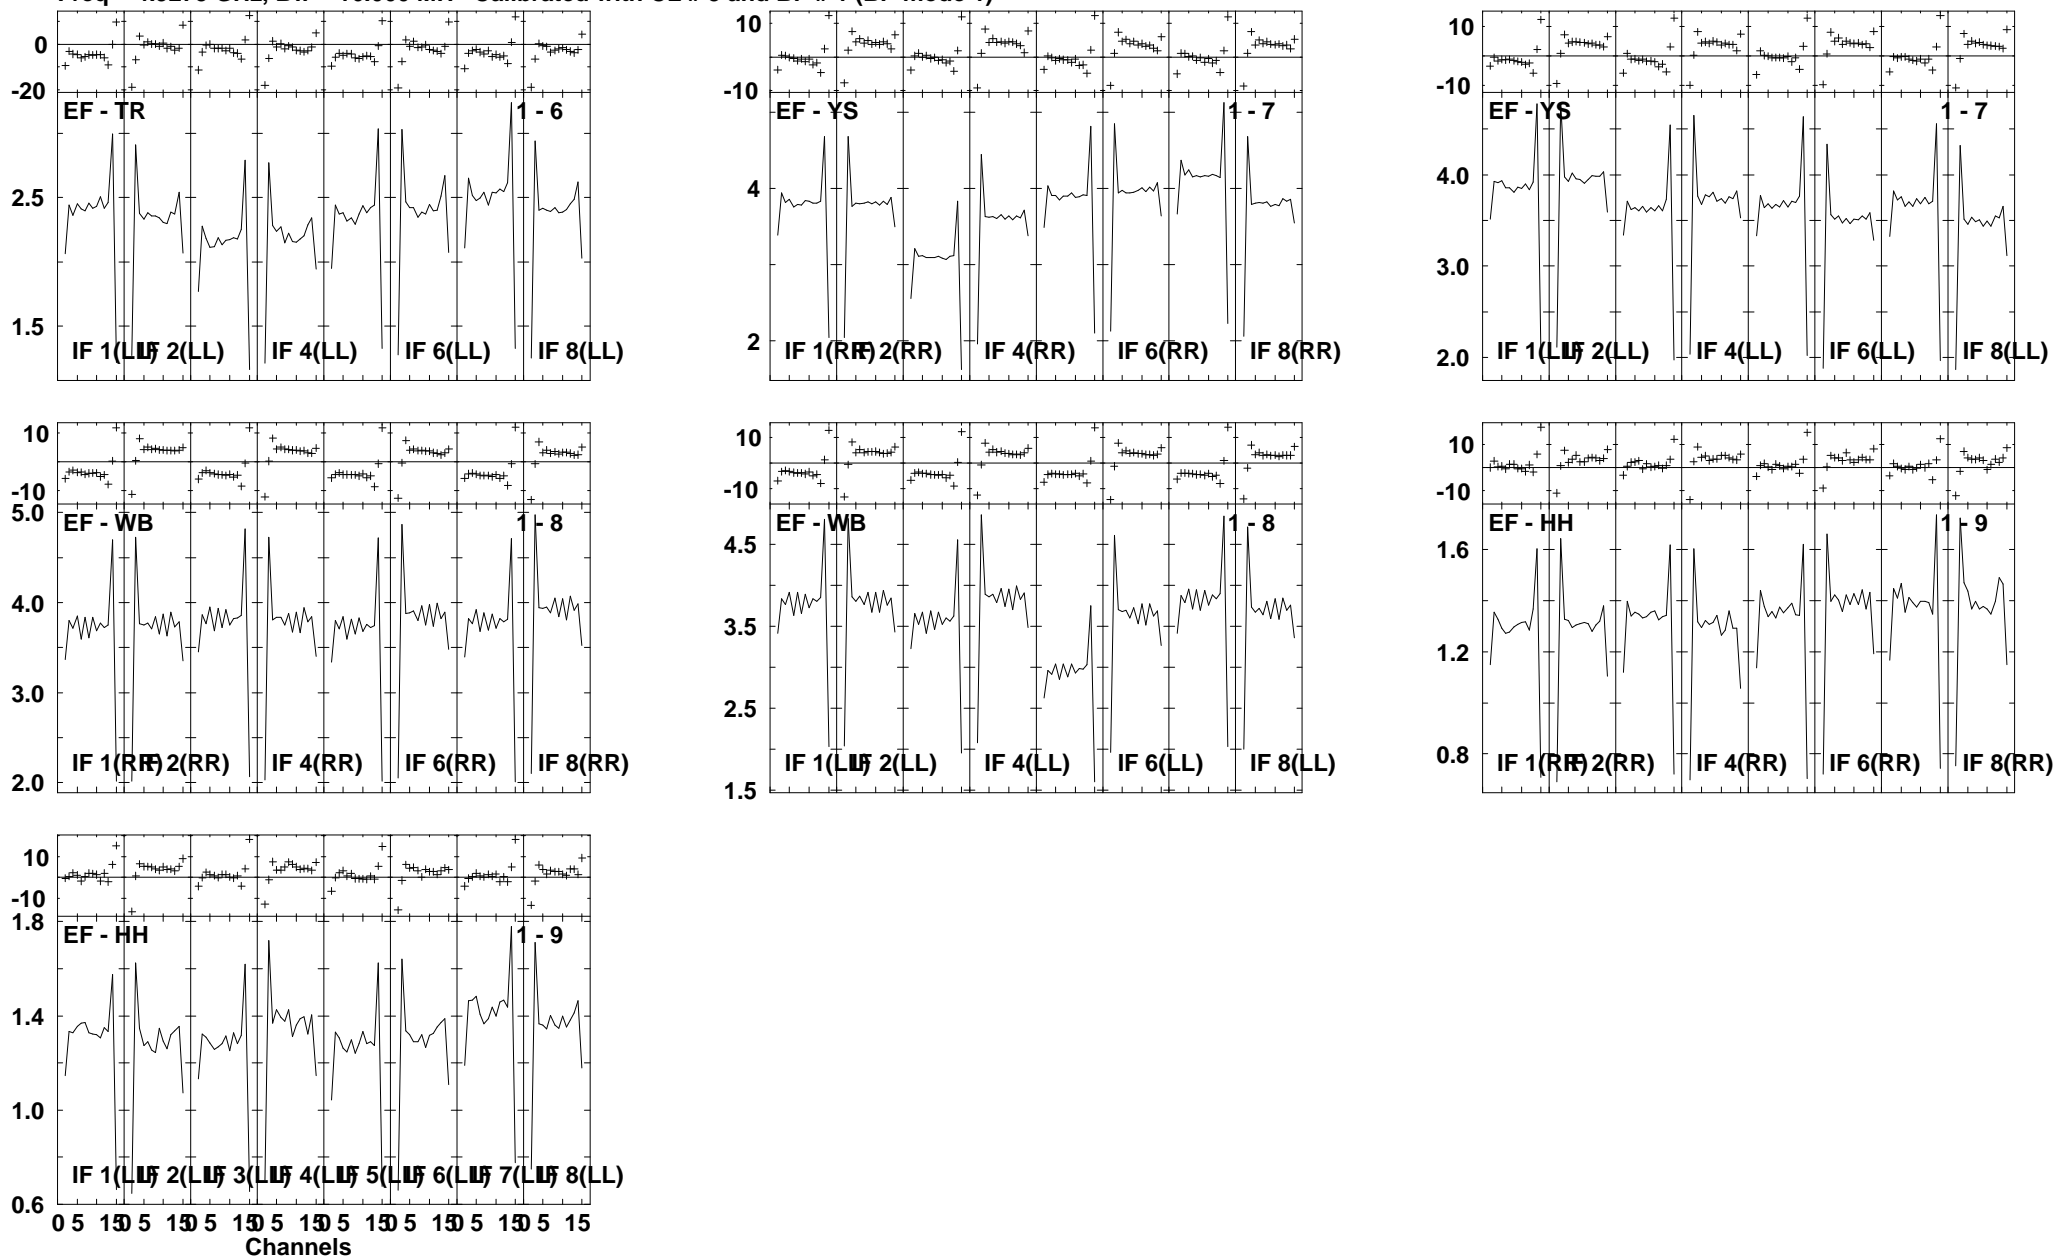 0
-20
EF - TR 1 - 6
2.5
1.5
IF 1(LL) IF 2(LL) IF 4(LL) IF 6(LL) IF 8(LL)
10
-10
EF - YS 1 - 7
4
2
IF 1(RR) IF 2(RR) IF 4(RR) IF 6(RR) IF 8(RR)
10
-10
EF - YS 1 - 7
4.0
3.0
2.0
IF 1(LL) IF 2(LL) IF 4(LL) IF 6(LL) IF 8(LL)
10
-10
5.0
EF - WB 1 - 8
4.0
3.0
2.0
IF 1(RR) IF 2(RR) IF 4(RR) IF 6(RR) IF 8(RR)
10
-10
EF - WB 1 - 8
4.5
3.5
2.5
1.5
IF 1(LL) IF 2(LL) IF 4(LL) IF 6(LL) IF 8(LL)
10
-10
EF - HH 1 - 9
1.6
1.2
0.8
IF 1(RR) IF 2(RR) IF 4(RR) IF 6(RR) IF 8(RR)
10
-10
1.8
EF - HH 1 - 9
1.4
1.0
0.6
IF 1(LL) IF 2(LL) IF 3(LL) IF 4(LL) IF 5(LL) IF 6(LL) IF 7(LL) IF 8(LL)
0 5 15 0 5 15 0 5 15 0 5 15 0 5 15 0 5 15 0 5 15 0 5 15
Channels